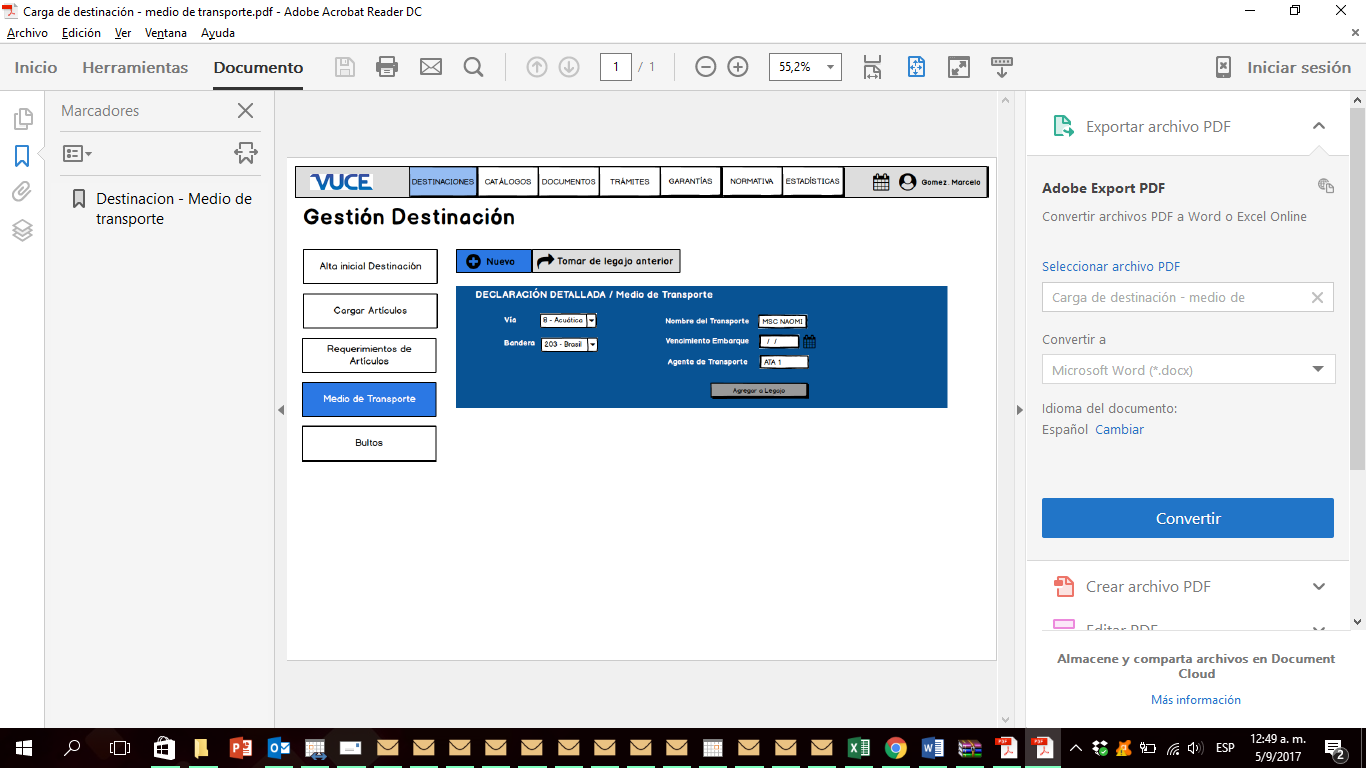 Carga de destinación - medio de transporte.pdf - Adobe Acrobat Reader DC
Archivo Edición Ver Ventana Ayuda
Inicio Herramientas Documento 1 / 1 55,2% Iniciar sesión
Marcadores
Destinacion - Medio de
transporte
VUCE DESTINACIONES CATÁLOGOS DOCUMENTOS TRÁMITES GARANTÍAS NORMATIVA ESTADÍSTICAS Gomez. Marcelo
Gestión Destinación
Alta inicial Destinación
Cargar Artículos
Requerimientos de
Artículos
Medio de Transporte
Bultos
Nuevo Tomar de legajo anterior
DECLARACIÓN DETALLADA / Medio de Transporte
Vía 8 - Acuática Nombre del Transporte MSC NAOMI
Bandera 203 - Brasil Vencimiento Embarque / /
Agente de Transporte ATA 1
Agregar a Legajo
Exportar archivo PDF
Adobe Export PDF
Convertir archivos PDF a Word o Excel Online
Seleccionar archivo PDF
Carga de destinación - medio de
Convertir a
Microsoft Word (*.docx)
Idioma del documento:
Español Cambiar
Convertir
Crear archivo PDF
Editar PDF
Almacene y comparta archivos en Document
Cloud
Más información
ESP 12:49 a. m.
5/9/2017 2